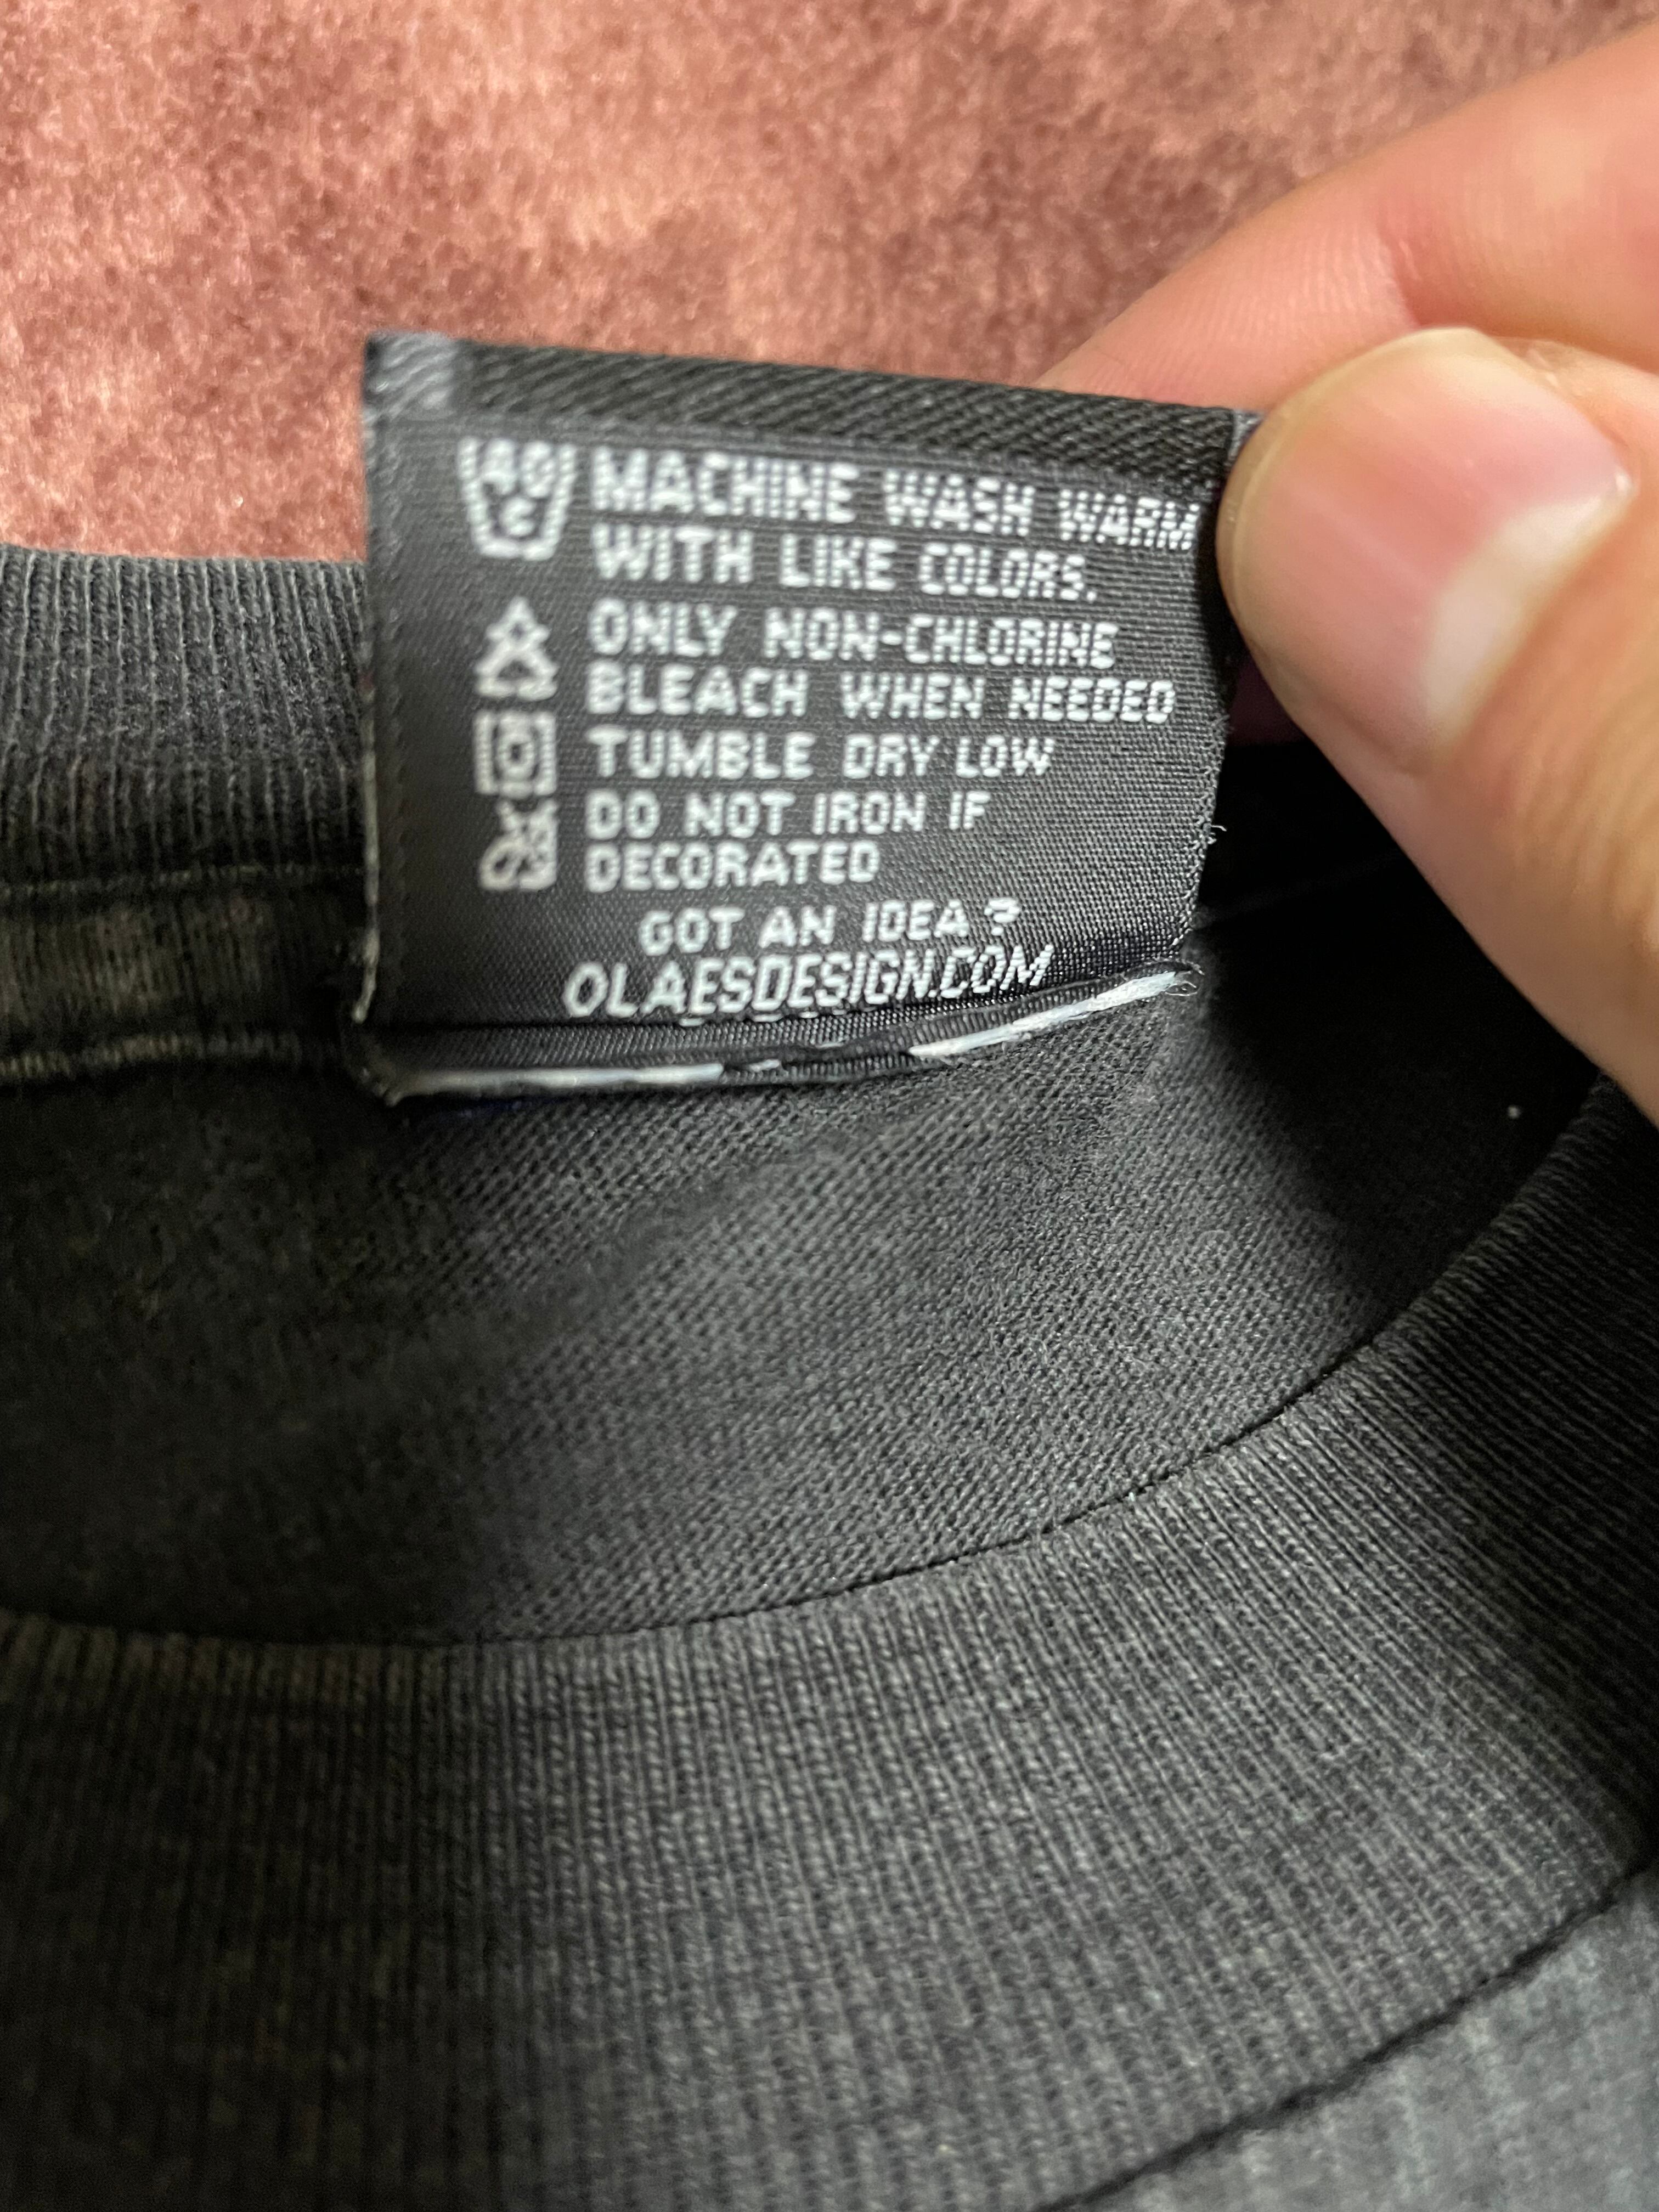 40 MACHINE WASH WARM
C WITH LIKE COLORS.
ONLY NON-CHLORINE
BLEACH WHEN NEEDED
TUMBLE DRY LOW
DO NOT IRON IF
DECORATED
GOT AN IDEA?
OLAESDESIGN.COM